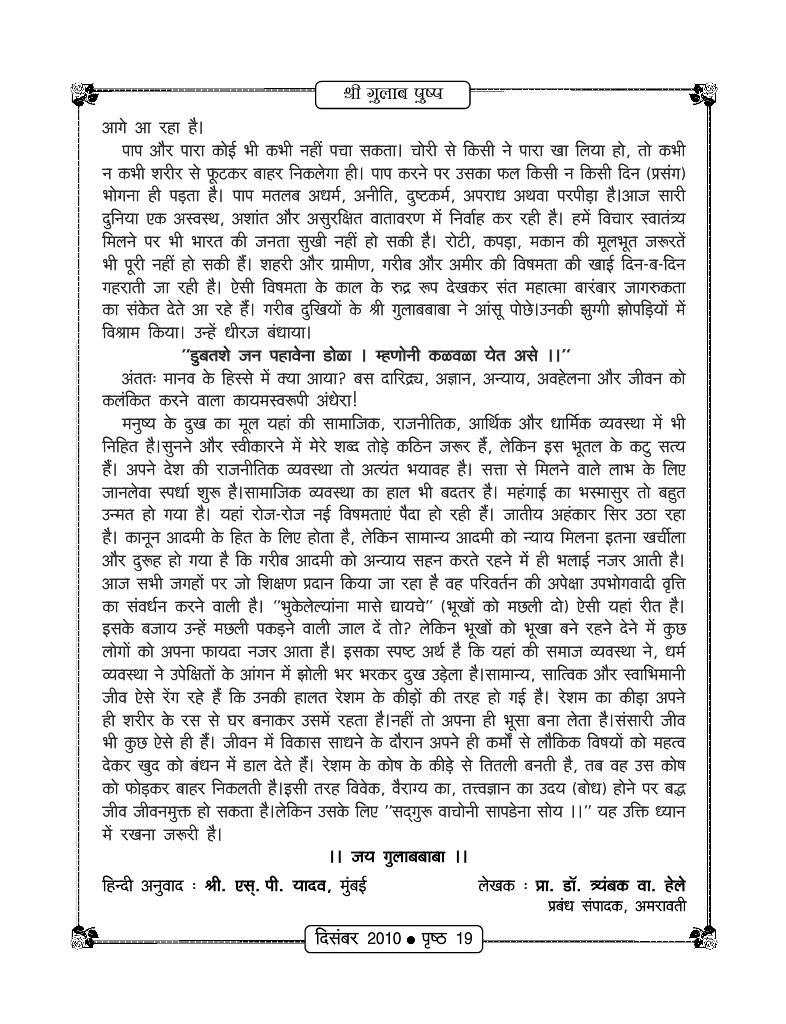 श्री गुलाब पुष्प
आगे आ रहा है।
पाप और पारा कोई भी कभी नहीं पचा सकता। चोरी से किसी ने पारा खा लिया हो, तो कभी
न कभी शरीर से फूटकर बाहर निकलेगा ही। पाप करने पर उसका फल किसी न किसी दिन (प्रसंग)
भोगना ही पड़ता है। पाप मतलब अधर्म, अनीति, दुष्टकर्म, अपराध अथवा परपीड़ा है।आज सारी
दुनिया एक अस्वस्थ, अशांत और असुरक्षित वातावरण में निर्वाह कर रही है। हमें विचार स्वातंत्र्य
मिलने पर भी भारत की जनता सुखी नहीं हो सकी है। रोटी, कपड़ा, मकान की मूलभूत जरूरतें
भी पूरी नहीं हो सकी हैं। शहरी और ग्रामीण, गरीब और अमीर की विषमता की खाई दिन-ब-दिन
गहराती जा रही है। ऐसी विषमता के काल के रुद्र रूप देखकर संत महात्मा बारंबार जागरुकता
का संकेत देते आ रहे हैं। गरीब दुखियों के श्री गुलाबबाबा ने आंसू पोछे।उनकी झुग्गी झोपड़ियों में
विश्राम किया। उन्हें धीरज बंधाया।
"डुबतशे जन पहावेना डोळा । म्हणोनी कळवळा येत असे ।।"
अंततः मानव के हिस्से में क्या आया? बस दारिद्र्य, अज्ञान, अन्याय, अवहेलना और जीवन को
कलंकित करने वाला कायमस्वरूपी अंधेरा!
मनुष्य के दुख का मूल यहां की सामाजिक, राजनीतिक, आर्थिक और धार्मिक व्यवस्था में भी
निहित है।सुनने और स्वीकारने में मेरे शब्द तोड़े कठिन जरूर हैं, लेकिन इस भूतल के कटु सत्य
हैं। अपने देश की राजनीतिक व्यवस्था तो अत्यंत भयावह है। सत्ता से मिलने वाले लाभ के लिए
जानलेवा स्पर्धा शुरू है।सामाजिक व्यवस्था का हाल भी बदतर है। महंगाई का भस्मासुर तो बहुत
उन्मत हो गया है। यहां रोज-रोज नई विषमताएं पैदा हो रही हैं। जातीय अहंकार सिर उठा रहा
है। कानून आदमी के हित के लिए होता है, लेकिन सामान्य आदमी को न्याय मिलना इतना खर्चीला
और दुरूह हो गया है कि गरीब आदमी को अन्याय सहन करते रहने में ही भलाई नजर आती है।
आज सभी जगहों पर जो शिक्षण प्रदान किया जा रहा है वह परिवर्तन की अपेक्षा उपभोगवादी वृत्ति
का संवर्धन करने वाली है। "भुकेलेल्यांना मासे द्यायचे" (भूखों को मछली दो) ऐसी यहां रीत है।
इसके बजाय उन्हें मछली पकड़ने वाली जाल दें तो? लेकिन भूखों को भूखा बने रहने देने में कुछ
लोगों को अपना फायदा नजर आता है। इसका स्पष्ट अर्थ है कि यहां की समाज व्यवस्था ने, धर्म
व्यवस्था ने उपेक्षितों के आंगन में झोली भर भरकर दुख उड़ेला है।सामान्य, सात्विक और स्वाभिमानी
जीव ऐसे रेंग रहे हैं कि उनकी हालत रेशम के कीड़ों की तरह हो गई है। रेशम का कीड़ा अपने
ही शरीर के रस से घर बनाकर उसमें रहता है।नहीं तो अपना ही भूसा बना लेता है।संसारी जीव
भी कुछ ऐसे ही हैं। जीवन में विकास साधने के दौरान अपने ही कर्मों से लौकिक विषयों को महत्व
देकर खुद को बंधन में डाल देते हैं। रेशम के कोष के कीड़े से तितली बनती है, तब वह उस कोष
को फोड़कर बाहर निकलती है।इसी तरह विवेक, वैराग्य का, तत्त्वज्ञान का उदय (बोध) होने पर बद्ध
जीव जीवनमुक्त हो सकता है।लेकिन उसके लिए "सद्‌गुरू वाचोनी सापडेना सोय ।।" यह उक्ति ध्यान
में रखना जरूरी है।
।। जय गुलाबबाबा ।।
हिन्दी अनुवाद : श्री. एस्. पी. यादव, मुंबई लेखक : प्रा. डॉ. त्र्यंबक वा. हेले
प्रबंध संपादक, अमरावती
दिसंबर 2010 ● पृष्ठ 19